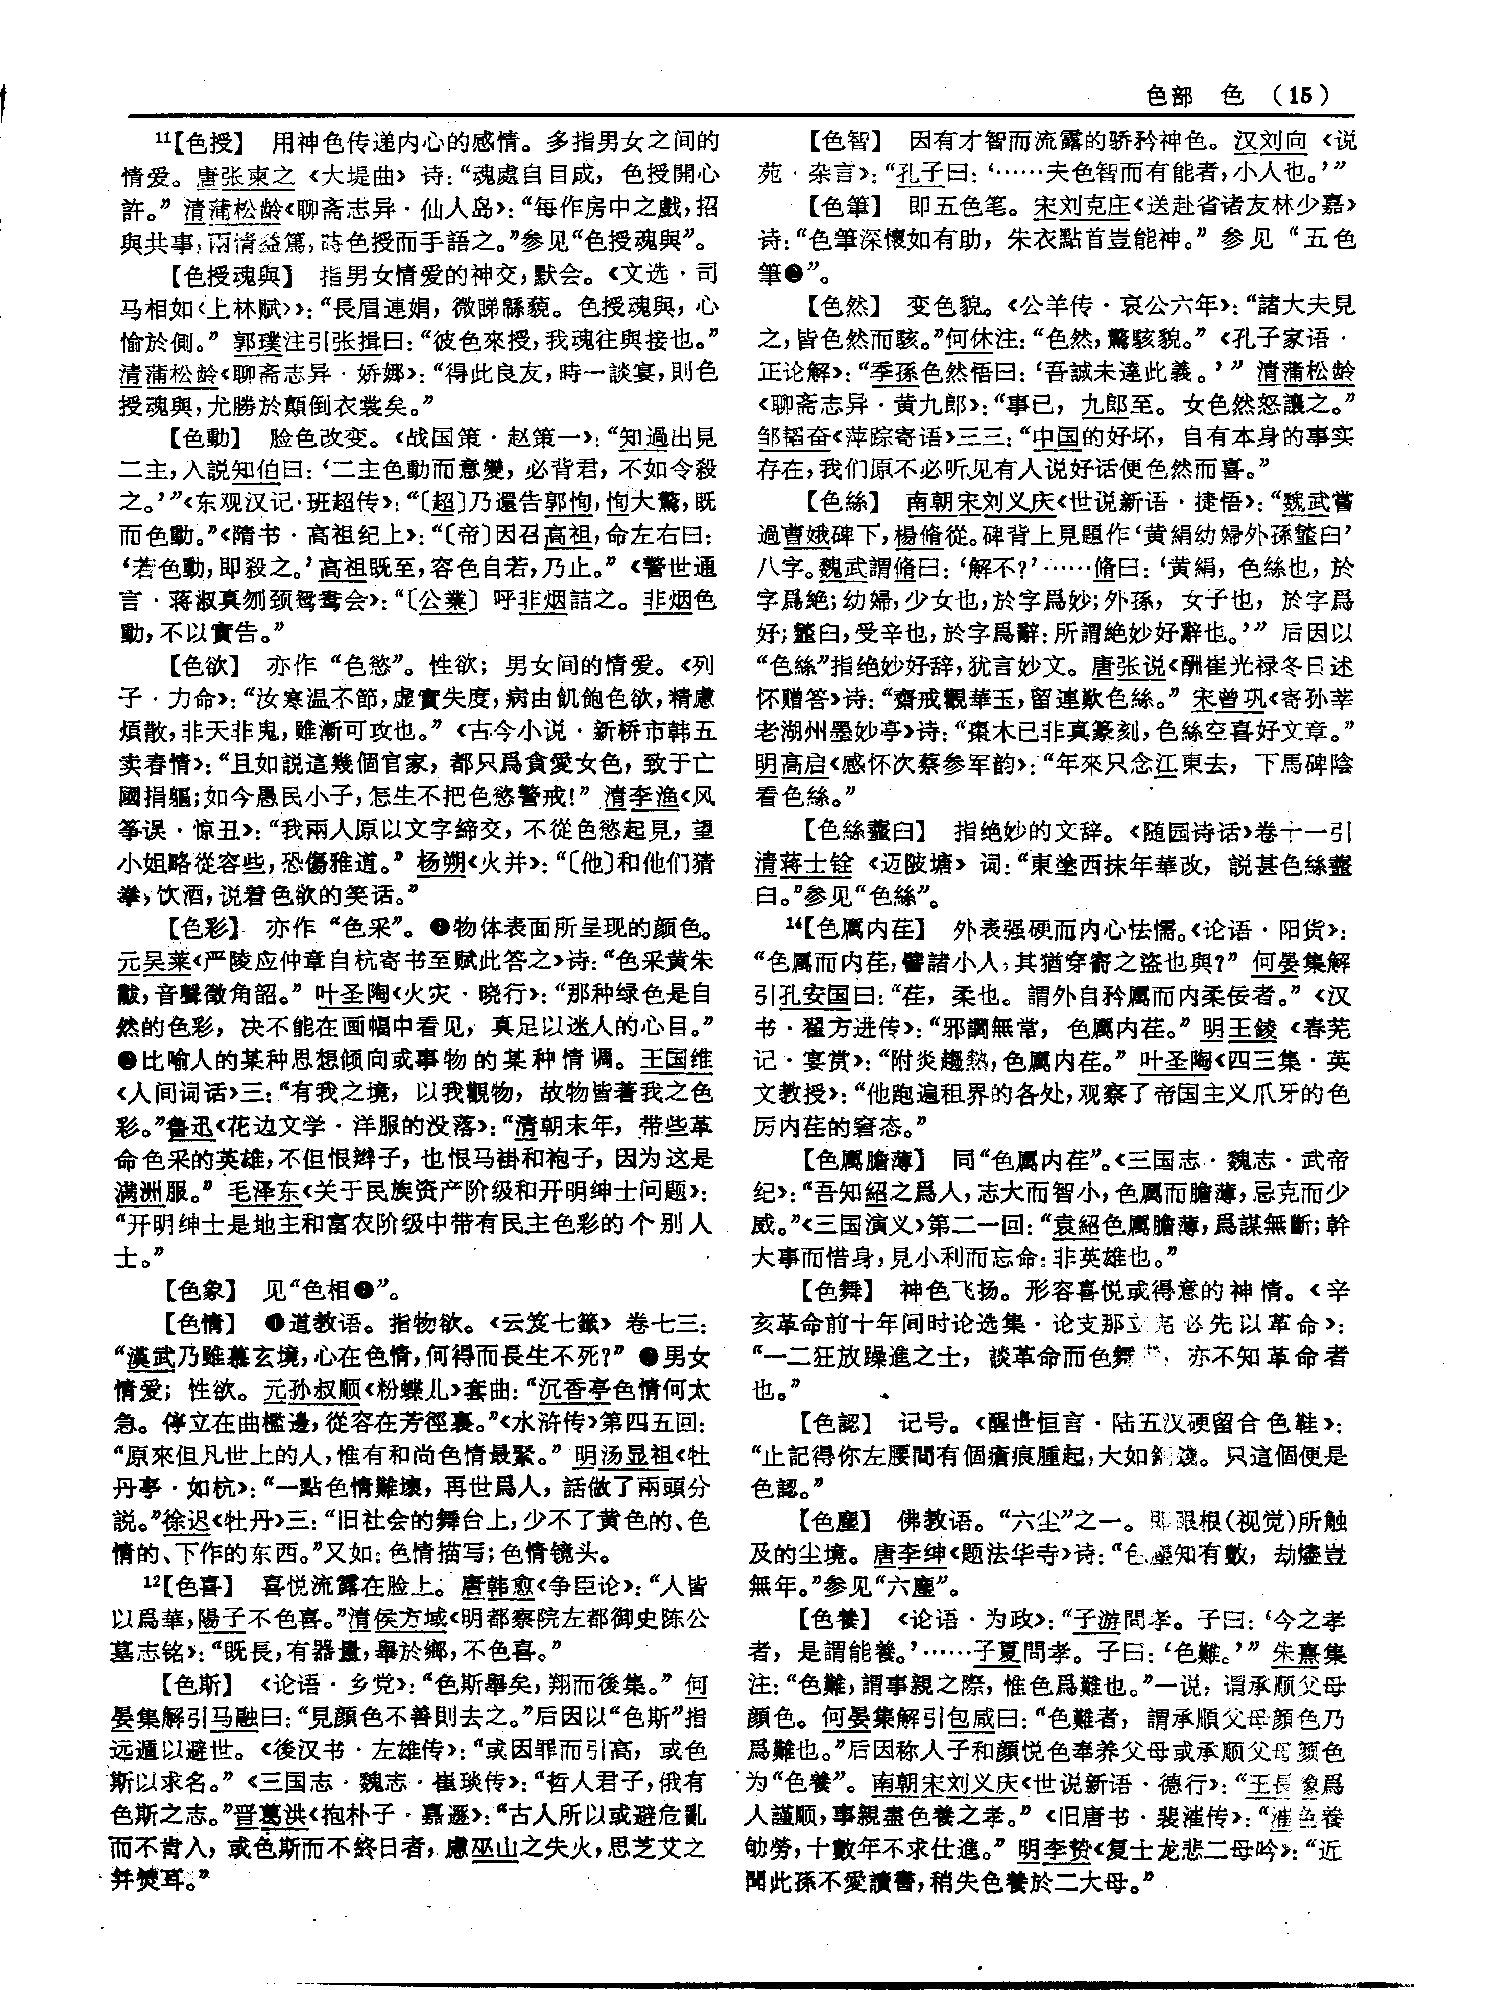 色部　色　（15）
11【色授】　用神色传递内心的感情。多指男女之间的
情爱。唐张柬之《大堤曲》诗：“魂處自目成，色授開心
許。”清蒲松龄《聊斋志异·仙人岛》：“每作房中之戲，招
與共事，兩情益篤，時色授而手語之。”参见“色授魂與”。
【色授魂與】　指男女情爱的神交，默会。《文选·司
马相如〈上林赋〉》：“長眉連娟，微睇緜藐。色授魂與，心
愉於側。”郭璞注引张揖曰：“彼色來授，我魂往與接也。”
清蒲松龄《聊斋志异·娇娜》：“得此良友，時一談宴，則色
授魂與，尤勝於顛倒衣裳矣。”
【色動】　脸色改变。《战国策·赵策一》：“知過出見
二主，入説知伯曰：‘二主色動而意變，必背君，不如令殺
之。’”《东观汉记·班超传》：“〔超〕乃還告郭恂，恂大驚，既
而色動。”《隋书·高祖纪上》：“〔帝〕因召高祖，命左右曰：
‘若色動，即殺之。’高祖既至，容色自若，乃止。”《警世通
言·蒋淑真刎颈鸳鸯会》：“〔公業〕呼非烟詰之。非烟色
動，不以實告。”
【色欲】　亦作“色慾”。性欲；男女间的情爱。《列
子·力命》：“汝寒温不節，虚實失度，病由飢飽色欲，精慮
煩散，非天非鬼，雖漸可攻也。”《古今小说·新桥市韩五
卖春情》：“且如説這幾個官家，都只爲貪愛女色，致于亡
國捐軀；如今愚民小子，怎生不把色慾警戒！”清李渔《风
筝误·惊丑》：“我兩人原以文字締交，不從色慾起見，望
小姐略從容些，恐傷雅道。”杨朔《火并》：“〔他〕和他们猜
拳，饮酒，说着色欲的笑话。”
【色彩】　亦作“色采”。❶物体表面所呈现的颜色。
元吴莱《严陵应仲章自杭寄书至赋此答之》诗：“色采黄朱
黻，音聲徵角韶。”叶圣陶《火灾·晓行》：“那种绿色是自
然的色彩，决不能在画幅中看见，真足以迷人的心目。”
❷比喻人的某种思想倾向或事物的某种情调。王国维
《人间词话》三：“有我之境，以我觀物，故物皆著我之色
彩。”鲁迅《花边文学·洋服的没落》：“清朝末年，带些革
命色采的英雄，不但恨辫子，也恨马褂和袍子，因为这是
满洲服。”毛泽东《关于民族资产阶级和开明绅士问题》：
“开明绅士是地主和富农阶级中带有民主色彩的个别人
士。”
【色象】　见“色相❶”。
【色情】　❶道教语。指物欲。《云笈七籤》卷七三：
“漢武乃雖慕玄境，心在色情，何得而長生不死？”❷男女
情爱；性欲。元孙叔顺《粉蝶儿》套曲：“沉香亭色情何太
急。停立在曲檻邊，從容在芳徑裏。”《水浒传》第四五回：
“原來但凡世上的人，惟有和尚色情最緊。”明汤显祖《牡
丹亭·如杭》：“一點色情難壞，再世爲人，話做了兩頭分
説。”徐迟《牡丹》三：“旧社会的舞台上，少不了黄色的、色
情的、下作的东西。”又如：色情描写；色情镜头。
12【色喜】　喜悦流露在脸上。唐韩愈《争臣论》：“人皆
以爲華，陽子不色喜。”清侯方域《明都察院左都御史陈公
墓志铭》：“既長，有器量，舉於鄉，不色喜。”
【色斯】　《论语·乡党》：“色斯舉矣，翔而後集。”何
晏集解引马融曰：“見顔色不善則去之。”后因以“色斯”指
远遁以避世。《後汉书·左雄传》：“或因罪而引高，或色
斯以求名。”《三国志·魏志·崔琰传》：“哲人君子，俄有
色斯之志。”晋葛洪《抱朴子·嘉遯》：“古人所以或避危亂
而不肯入，或色斯而不終日者，慮巫山之失火，思芝艾之
并焚耳。”
【色智】　因有才智而流露的骄矜神色。汉刘向《说
苑·杂言》：“孔子曰：‘……夫色智而有能者，小人也。’”
【色筆】　即五色笔。宋刘克庄《送赴省诸友林少嘉》
诗：“色筆深懷如有助，朱衣點首豈能神。”参见“五色
筆❷”。
【色然】　变色貌。《公羊传·哀公六年》：“諸大夫見
之，皆色然而駭。”何休注：“色然，驚駭貌。”《孔子家语·
正论解》：“季孫色然悟曰：‘吾誠未達此義。’”清蒲松龄
《聊斋志异·黄九郎》：“事已，九郎至。女色然怒讓之。”
邹韬奋《萍踪寄语》三三：“中国的好坏，自有本身的事实
存在，我们原不必听见有人说好话便色然而喜。”
【色絲】　南朝宋刘义庆《世说新语·捷悟》：“魏武嘗
過曹娥碑下，楊脩從。碑背上見題作‘黄絹幼婦外孫虀臼’
八字。魏武謂脩曰：‘解不？’……脩曰：‘黄絹，色絲也，於
字爲絶；幼婦，少女也，於字爲妙；外孫，女子也，於字爲
好；虀臼，受辛也，於字爲辭：所謂絶妙好辭也。’”后因以
“色絲”指绝妙好辞，犹言妙文。唐张说《酬崔光禄冬日述
怀赠答》诗：“齋戒觀華玉，留連歎色絲。”宋曾巩《寄孙莘
老湖州墨妙亭》诗：“棗木已非真篆刻，色絲空喜好文章。”
明高启《感怀次蔡参军韵》：“年來只念江東去，下馬碑陰
看色絲。”
【色絲虀臼】　指绝妙的文辞。《随园诗话》卷十一引
清蒋士铨《迈陂塘》词：“東塗西抹年華改，説甚色絲虀
臼。”参见“色絲”。
14【色厲内荏】　外表强硬而内心怯懦。《论语·阳货》：
“色厲而内荏，譬諸小人，其猶穿窬之盗也與？”何晏集解
引孔安国曰：“荏，柔也。謂外自矜厲而内柔佞者。”《汉
书·翟方进传》：“邪讇無常，色厲内荏。”明王錂《春芜
记·宴赏》：“附炎趨熱，色厲内荏。”叶圣陶《四三集·英
文教授》：“他跑遍租界的各处，观察了帝国主义爪牙的色
厉内荏的窘态。”
【色厲膽薄】　同“色厲内荏”。《三国志·魏志·武帝
纪》：“吾知紹之爲人，志大而智小，色厲而膽薄，忌克而少
威。”《三国演义》第二一回：“袁紹色厲膽薄，爲謀無斷；幹
大事而惜身，見小利而忘命：非英雄也。”
【色舞】　神色飞扬。形容喜悦或得意的神情。《辛
亥革命前十年间时论选集·论支那立宪必先以革命》：
“一二狂放躁進之士，談革命而色舞，亦不知革命者
也。”
【色認】　记号。《醒世恒言·陆五汉硬留合色鞋》：
“止記得你左腰間有個瘡痕腫起，大如銅錢。只這個便是
色認。”
【色塵】　佛教语。“六尘”之一。即眼根（视觉）所触
及的尘境。唐李绅《题法华寺》诗：“色塵知有數，劫燼豈
無年。”参见“六塵”。
【色養】　《论语·为政》：“子游問孝。子曰：‘今之孝
者，是謂能養。’……子夏問孝。子曰：‘色難。’”朱熹集
注：“色難，謂事親之際，惟色爲難也。”一说，谓承顺父母
顔色。何晏集解引包咸曰：“色難者，謂承順父母顔色乃
爲難也。”后因称人子和顔悦色奉养父母或承顺父母颜色
为“色養”。南朝宋刘义庆《世说新语·德行》：“王長豫爲
人謹顺，事親盡色養之孝。”《旧唐书·裴漼传》：“漼色養
劬勞，十數年不求仕進。”明李贽《复士龙悲二母吟》：“近
聞此孫不愛讀書，稍失色養於二大母。”